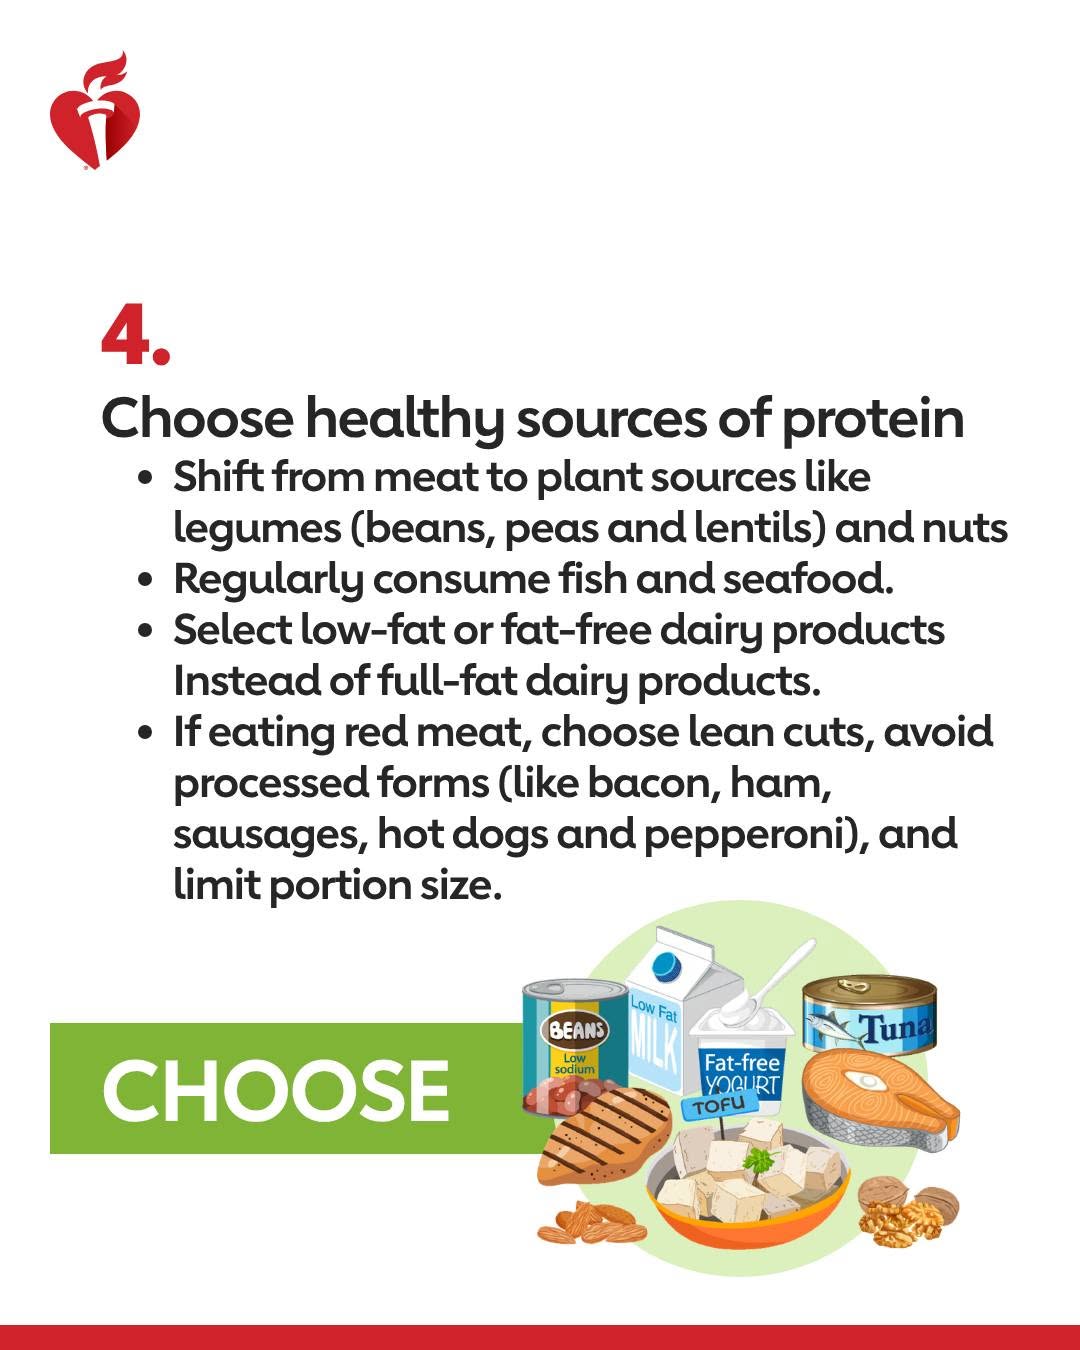 4.
Choose healthy sources of protein
• Shift from meat to plant sources like
legumes (beans, peas and lentils) and nuts
• Regularly consume fish and seafood.
• Select low-fat or fat-free dairy products
Instead of full-fat dairy products.
• If eating red meat, choose lean cuts, avoid
processed forms (like bacon, ham,
sausages, hot dogs and pepperoni), and
limit portion size.
CHOOSE
BEANS
Low
sodium
Low Fat
MILK
Fat-free
YOGURT
TOFU
Tuna